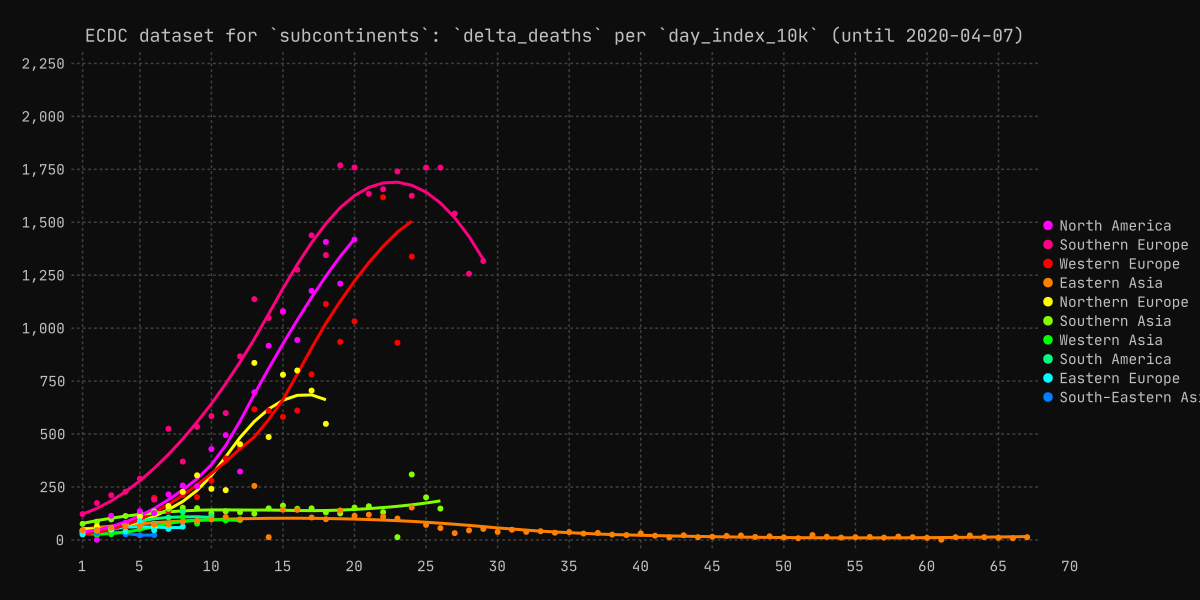 ECDC dataset for `subcontinents`: `delta_deaths` per `day_index_10k` (until 2020-04-07)
2,250
2,000
1,750
1,500
1,250
1,000
750
500
250
0
1 5 10 15 20 25 30 35 40 45 50 55 60 65 70
North America
Southern Europe
Western Europe
Eastern Asia
Northern Europe
Southern Asia
Western Asia
South America
Eastern Europe
South-Eastern Asi